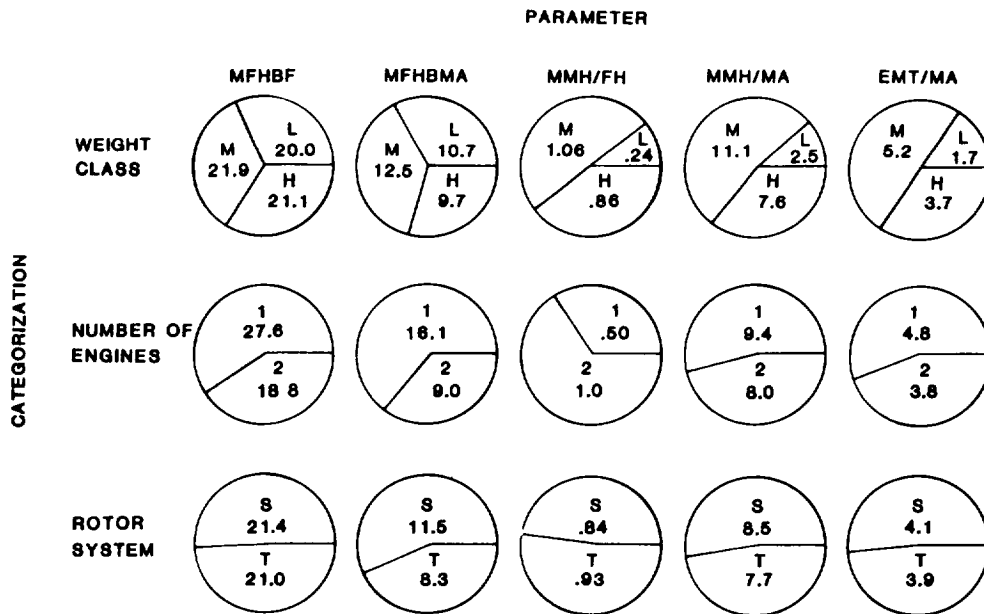 PARAMETER
MFHBF MFHBMA MMH/FH MMH/MA EMT/MA
CATEGORIZATION
WEIGHT
CLASS
M
21.9
L
20.0
H
21.1
M
12.5
L
10.7
H
9.7
M
1.06
L
.24
H
.86
M
11.1
L
2.5
H
7.6
M
5.2
L
1.7
H
3.7
NUMBER OF
ENGINES
1
27.6
2
18 8
1
16.1
2
9.0
1
.50
2
1.0
1
9.4
2
8.0
1
4.8
2
3.8
ROTOR
SYSTEM
S
21.4
T
21.0
S
11.5
T
8.3
S
.84
T
.93
S
8.5
T
7.7
S
4.1
T
3.9